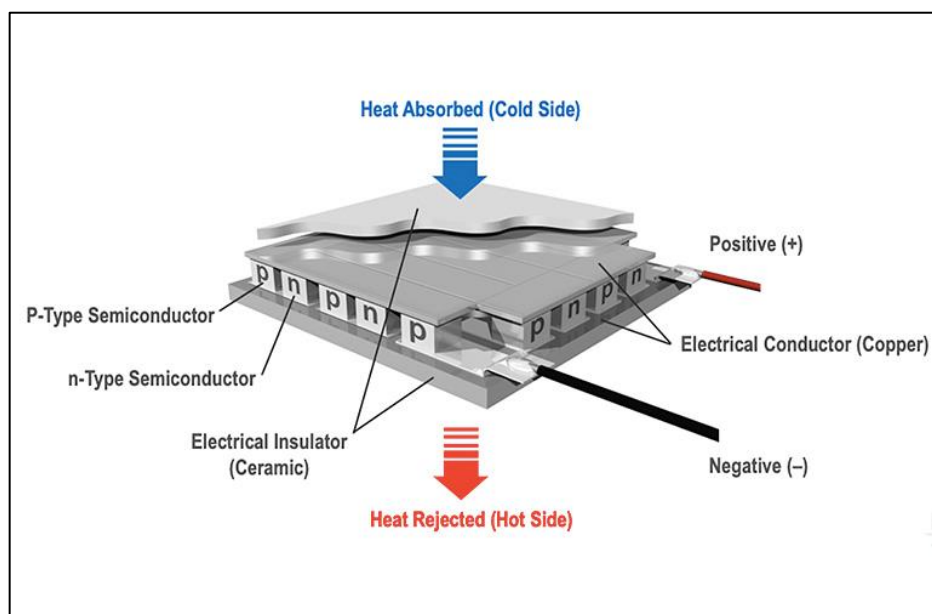 Heat Absorbed (Cold Side)
Positive (+)
p n p n p
p n p n
P-Type Semiconductor
Electrical Conductor (Copper)
n-Type Semiconductor
Electrical Insulator
(Ceramic)
Negative (–)
Heat Rejected (Hot Side)